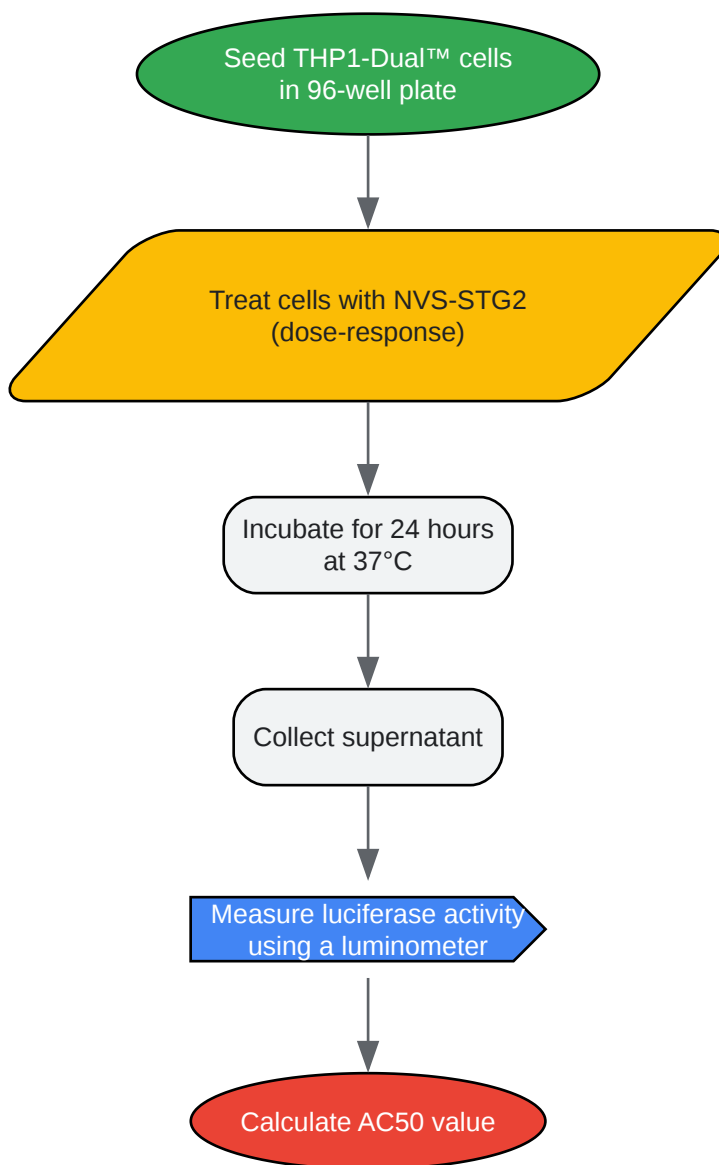 Seed THP1-Dual™ cells
in 96-well plate
Treat cells with NVS-STG2
(dose-response)
Incubate for 24 hours
at 37°C
Collect supernatant
Measure luciferase activity
using a luminometer
Calculate AC50 value